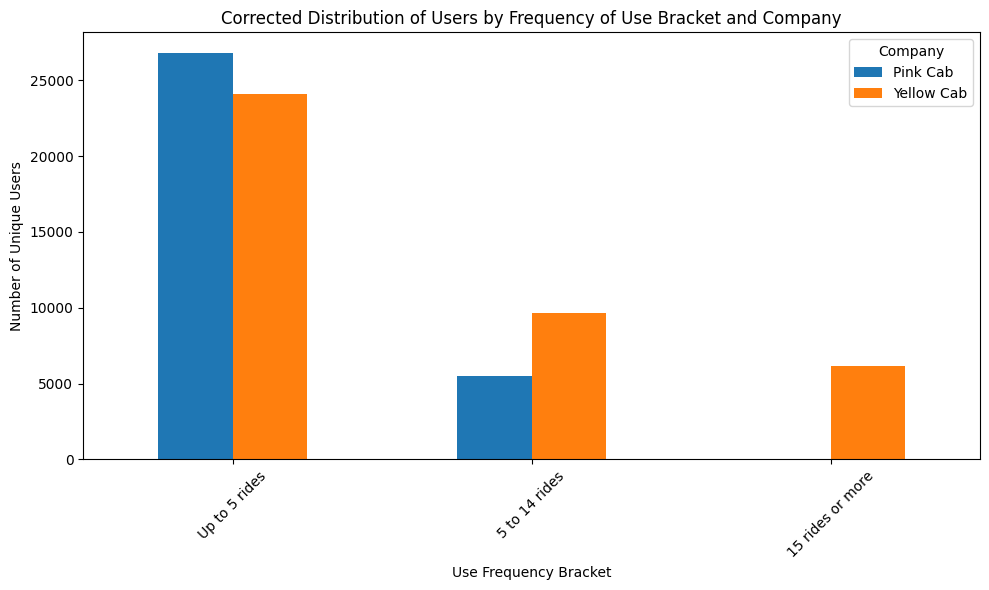 Corrected Distribution of Users by Frequency of Use Bracket and Company
Company
Pink Cab
Yellow Cab
Number of Unique Users
25000
20000
15000
10000
5000
0
Up to 5 rides
5 to 14 rides
15 rides or more
Use Frequency Bracket